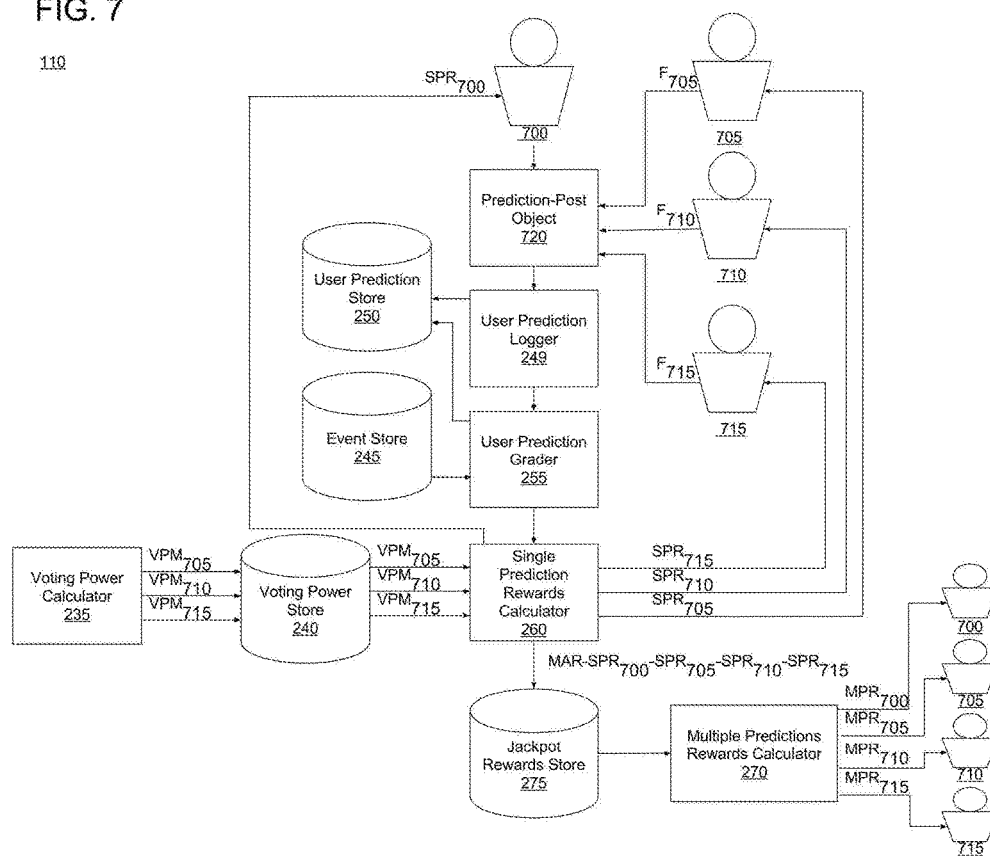 FIG. 7
110
SPR700
700
F705
705
Prediction-Post
Object
720
F710
710
User Prediction
Store
250
User Prediction
Logger
249
F715
715
Event Store
245
User Prediction
Grader
255
Voting Power
Calculator
235
VPM705
VPM710
VPM715
Voting Power
Store
240
VPM705
VPM710
VPM715
Single
Prediction
Rewards
Calculator
260
SPR715
SPR710
SPR705
MAR-SPR700-SPR705-SPR710-SPR715
Jackpot
Rewards Store
275
Multiple Predictions
Rewards Calculator
270
MPR700
MPR705
MPR710
MPR715
700
705
710
715